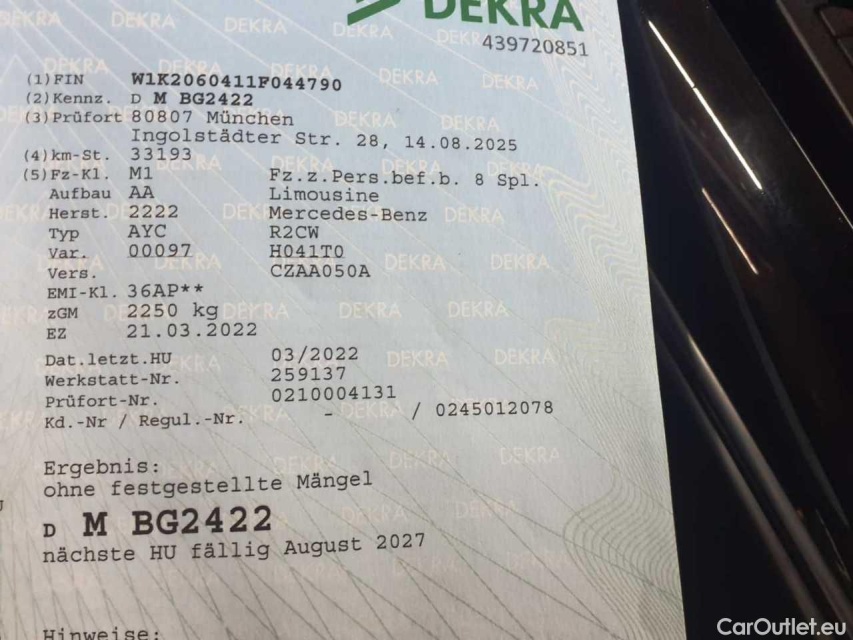 DEKRA
439720851
(1)FIN W1K2060411F044790
(2)Kennz. D M BG2422
(3)Prüfort 80807 München
Ingolstädter Str. 28, 14.08.2025
(4)km-St. 33193
(5)Fz-Kl. M1 Fz.z.Pers.bef.b. 8 Spl.
Aufbau AA Limousine
Herst. 2222 Mercedes-Benz
Typ AYC R2CW
Var. 00097 H041T0
Vers. CZAA050A
EMI-Kl. 36AP**
zGM 2250 kg
EZ 21.03.2022
Dat.letzt.HU 03/2022
Werkstatt-Nr. 259137
Prüfort-Nr. 0210004131
Kd.-Nr / Regul.-Nr. - / 0245012078
Ergebnis:
ohne festgestellte Mängel
D M BG2422
nächste HU fällig August 2027
Hinweise:
CarOutlet.eu